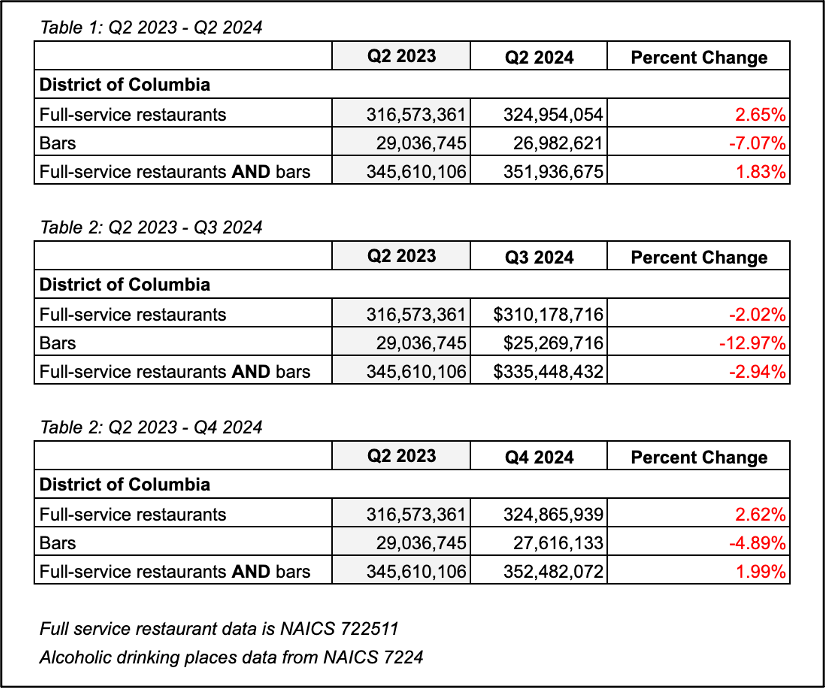 Table 1: Q2 2023 - Q2 2024
Q2 2023 Q2 2024 Percent Change
District of Columbia
Full-service restaurants 316,573,361 324,954,054 2.65%
Bars 29,036,745 26,982,621 -7.07%
Full-service restaurants AND bars 345,610,106 351,936,675 1.83%
Table 2: Q2 2023 - Q3 2024
Q2 2023 Q3 2024 Percent Change
District of Columbia
Full-service restaurants 316,573,361 $310,178,716 -2.02%
Bars 29,036,745 $25,269,716 -12.97%
Full-service restaurants AND bars 345,610,106 $335,448,432 -2.94%
Table 2: Q2 2023 - Q4 2024
Q2 2023 Q4 2024 Percent Change
District of Columbia
Full-service restaurants 316,573,361 324,865,939 2.62%
Bars 29,036,745 27,616,133 -4.89%
Full-service restaurants AND bars 345,610,106 352,482,072 1.99%
Full service restaurant data is NAICS 722511
Alcoholic drinking places data from NAICS 7224